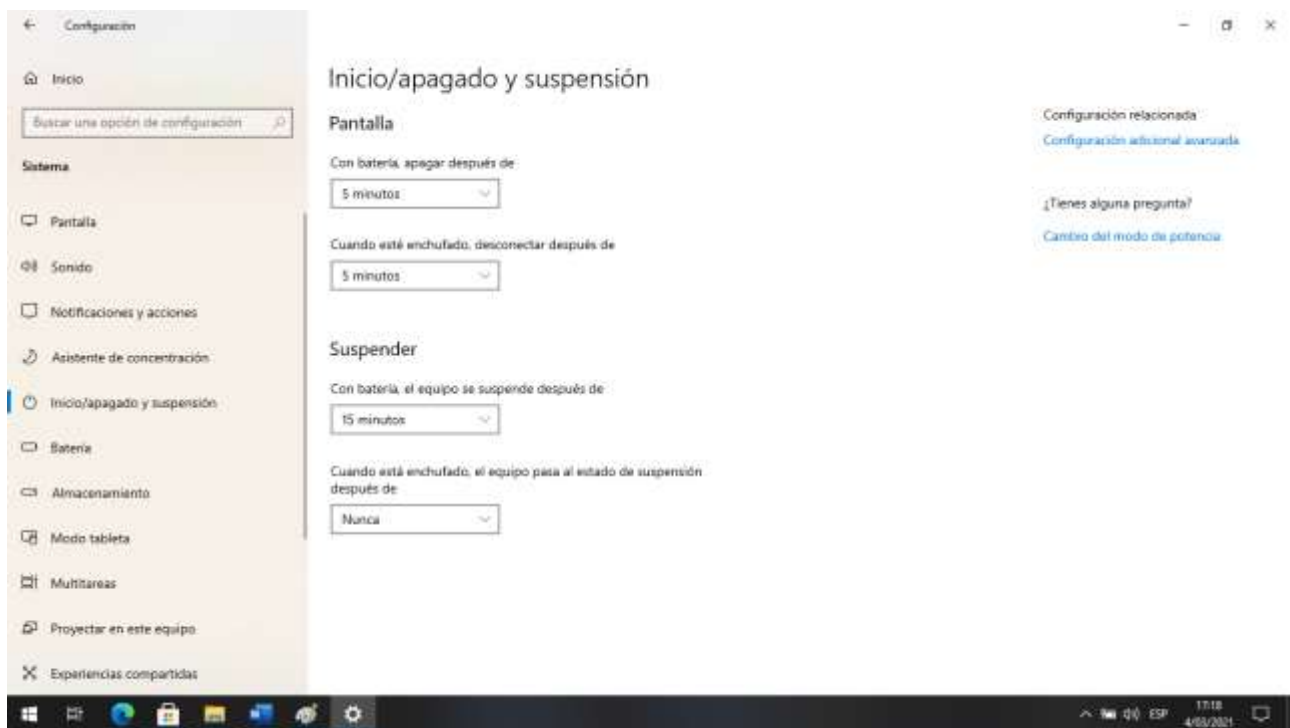 Configuración
Inicio
Buscar una opción de configuración
Sistema
Pantalla
Sonido
Notificaciones y acciones
Asistente de concentración
Inicio/apagado y suspensión
Batería
Almacenamiento
Modo tableta
Multitareas
Proyectar en este equipo
Experiencias compartidas
Inicio/apagado y suspensión
Pantalla
Con batería, apagar después de
5 minutos
Cuando esté enchufado, desconectar después de
5 minutos
Suspender
Con batería, el equipo se suspende después de
15 minutos
Cuando está enchufado, el equipo pasa al estado de suspensión
después de
Nunca
Configuración relacionada
Configuración adicional avanzada
¿Tienes alguna pregunta?
Cambio del modo de potencia
ESP
17:18
4/03/2021